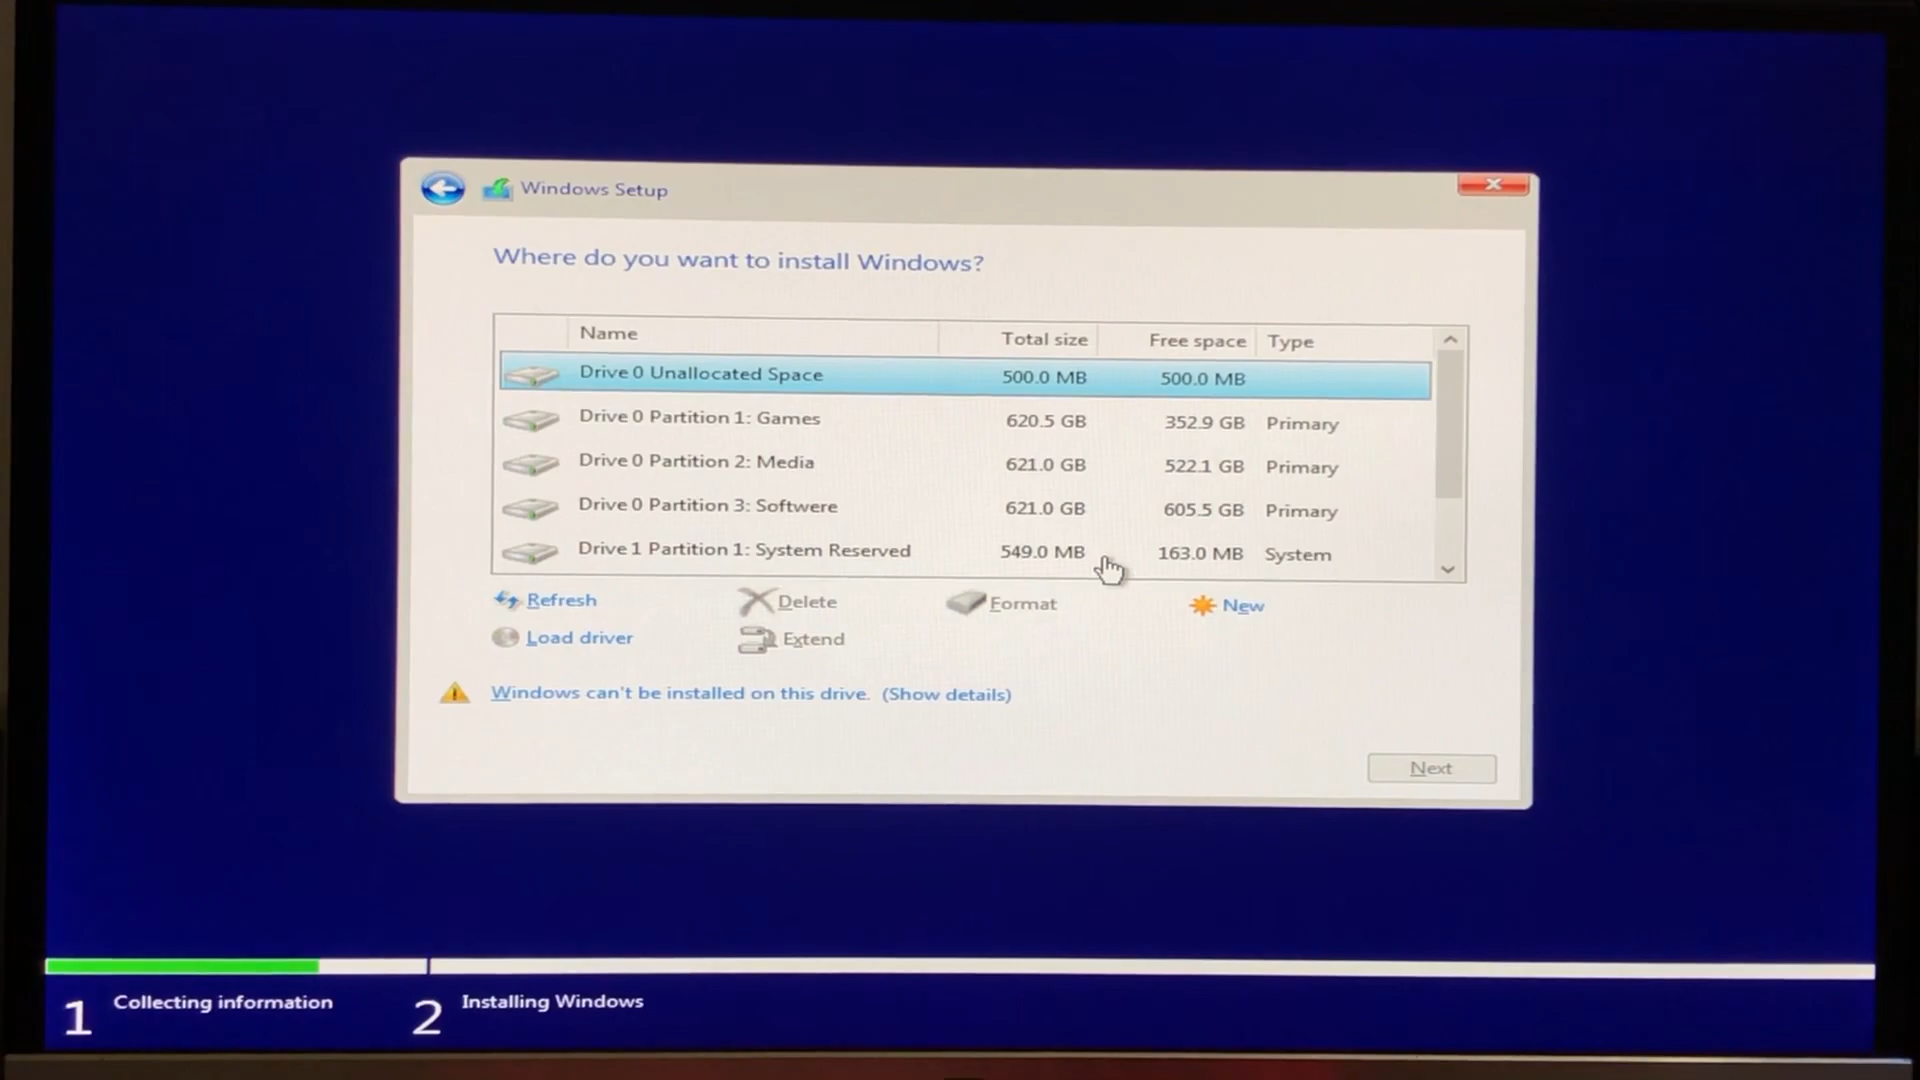 Windows Setup
Where do you want to install Windows?
Name Total size Free space Type
Drive 0 Unallocated Space 500.0 MB 500.0 MB
Drive 0 Partition 1: Games 620.5 GB 352.9 GB Primary
Drive 0 Partition 2: Media 621.0 GB 522.1 GB Primary
Drive 0 Partition 3: Softwere 621.0 GB 605.5 GB Primary
Drive 1 Partition 1: System Reserved 549.0 MB 163.0 MB System
Refresh Delete Format New
Load driver Extend
Windows can't be installed on this drive. (Show details)
Next
1 Collecting information 2 Installing Windows